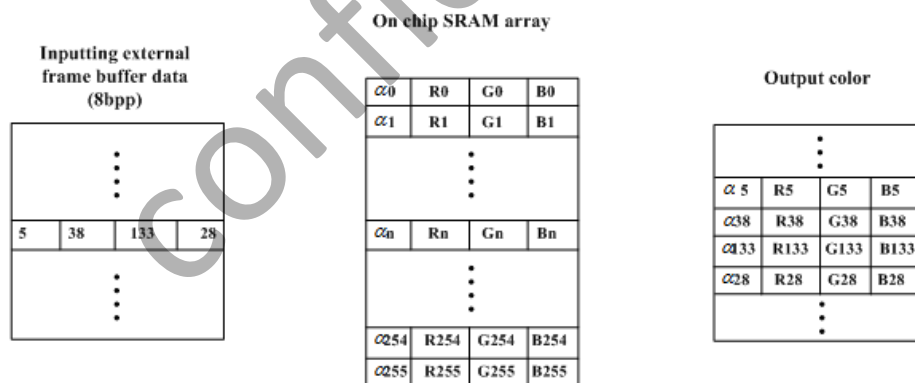 On chip SRAM array
Inputting external
frame buffer data
(8bpp)
5 38 133 28
α0 R0 G0 B0
α1 R1 G1 B1
αn Rn Gn Bn
α254 R254 G254 B254
α255 R255 G255 B255
Output color
α5 R5 G5 B5
α38 R38 G38 B38
α133 R133 G133 B133
α28 R28 G28 B28